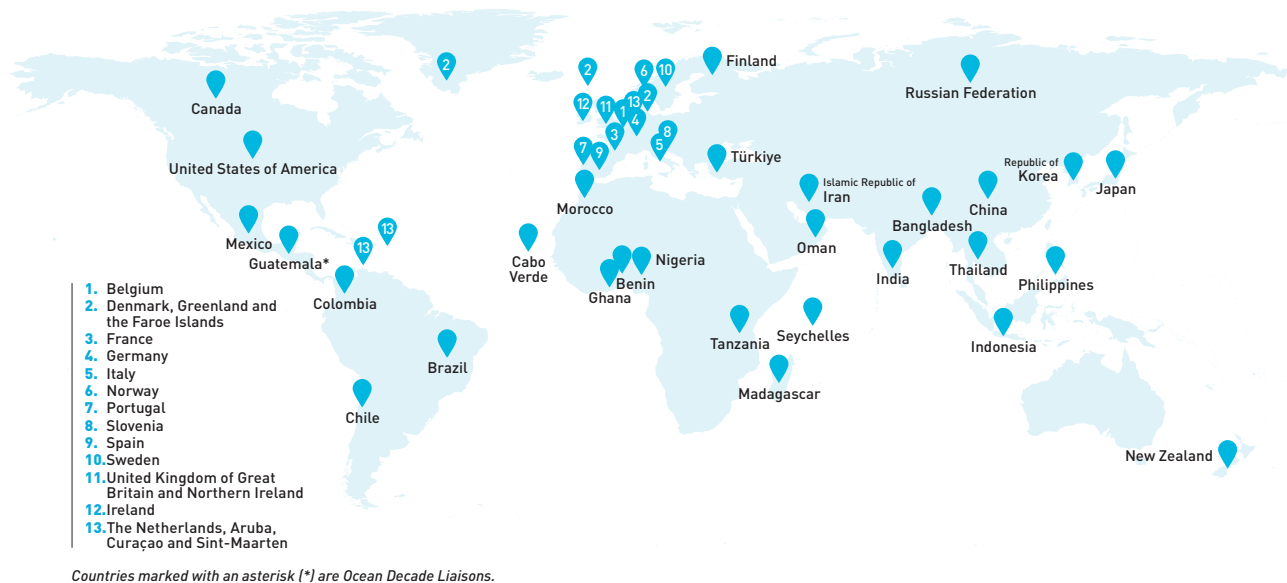 2
2
6
10
Finland
Russian Federation
Canada
12
11
1
13
2
4
3
8
5
7
9
United States of America
Türkiye
Republic of
Korea
Japan
Morocco
Islamic Republic of
Iran
China
Bangladesh
Mexico
13
13
Guatemala*
Cabo
Verde
Nigeria
Benin
Ghana
Oman
India
Thailand
Philippines
Colombia
Tanzania
Seychelles
Indonesia
Brazil
Madagascar
Chile
New Zealand
1. Belgium
2. Denmark, Greenland and
the Faroe Islands
3. France
4. Germany
5. Italy
6. Norway
7. Portugal
8. Slovenia
9. Spain
10. Sweden
11. United Kingdom of Great
Britain and Northern Ireland
12. Ireland
13. The Netherlands, Aruba,
Curaçao and Sint-Maarten
Countries marked with an asterisk (*) are Ocean Decade Liaisons.